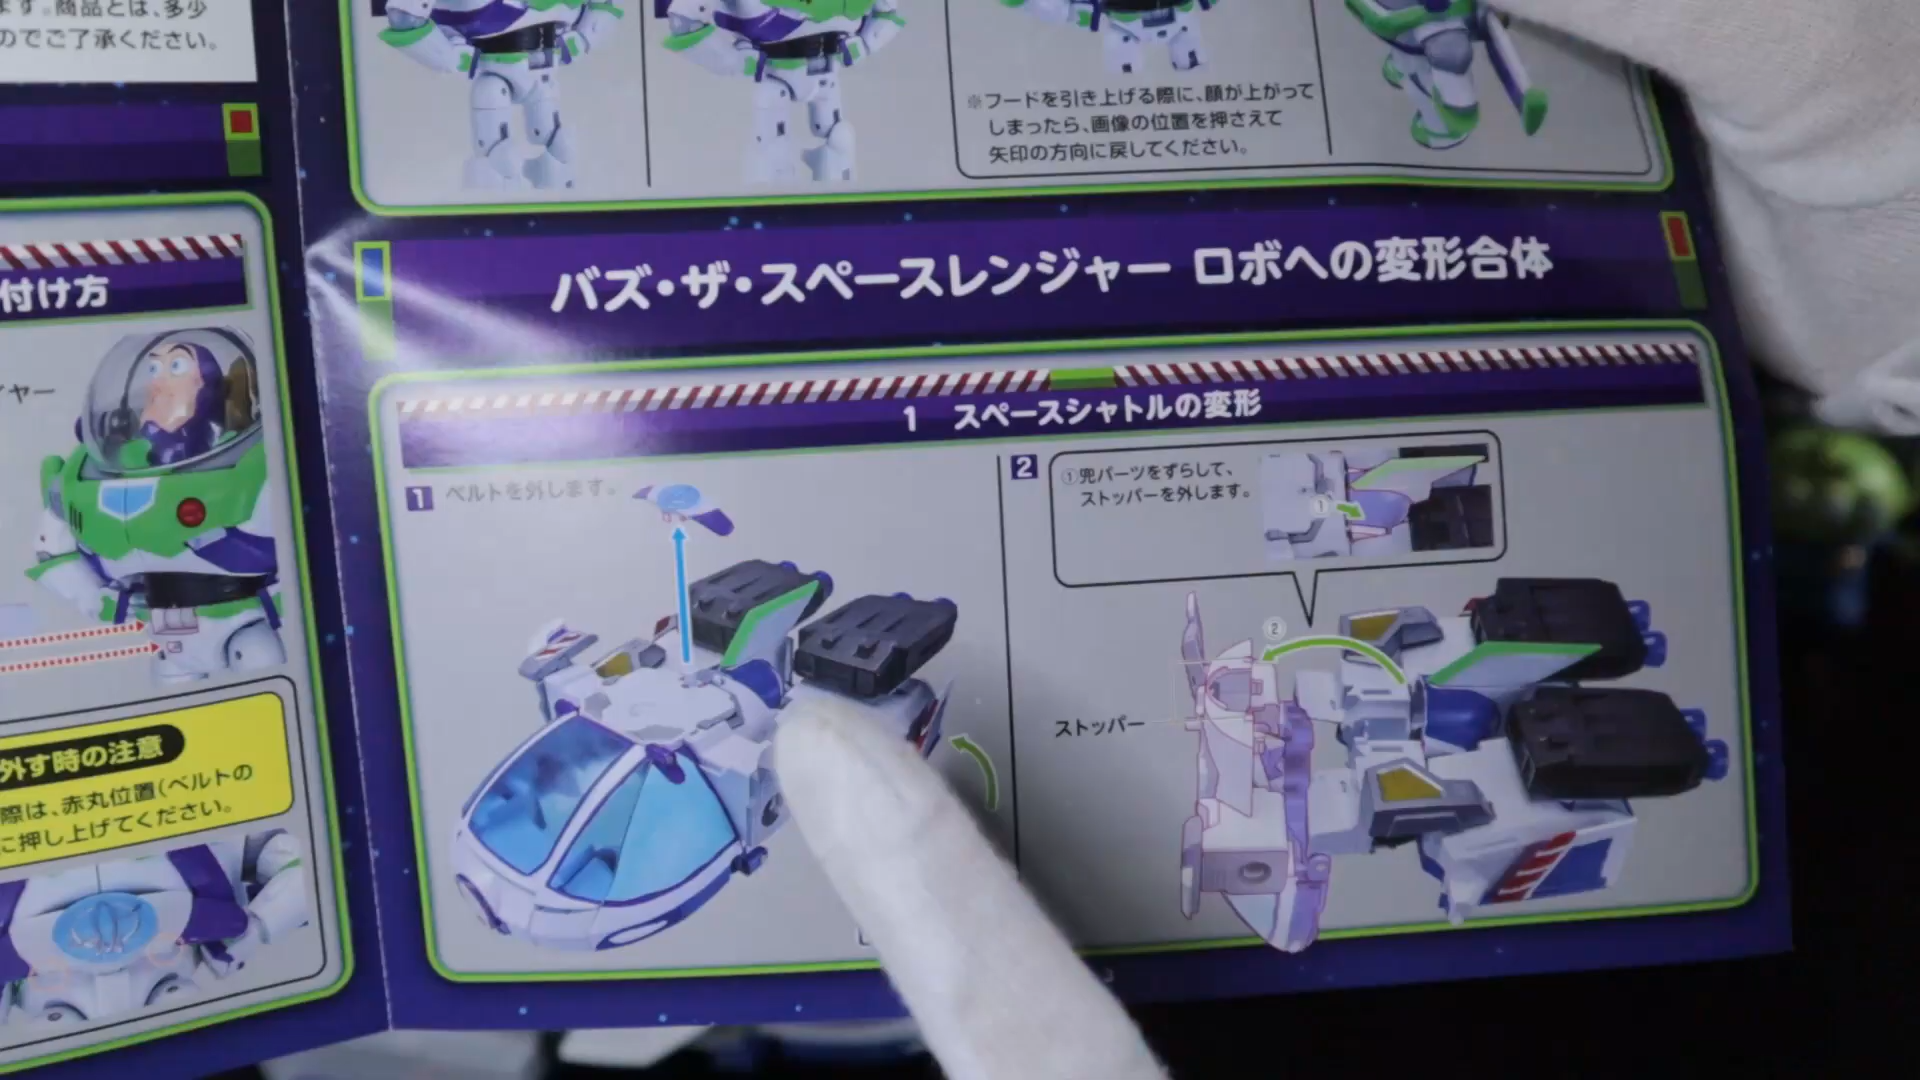 ます。商品とは、多少
のでご了承ください。
付け方
イヤー
外す時の注意
際は、赤丸位置(ベルトの
に押し上げてください。
※フードを引き上げる際に、顔が上がって
しまったら、画像の位置を押さえて
矢印の方向に戻してください。
バズ・ザ・スペースレンジャー ロボへの変形合体
1 スペースシャトルの変形
1 ベルトを外します。
2
①兜パーツをずらして、
ストッパーを外します。
①
②
ストッパー
3